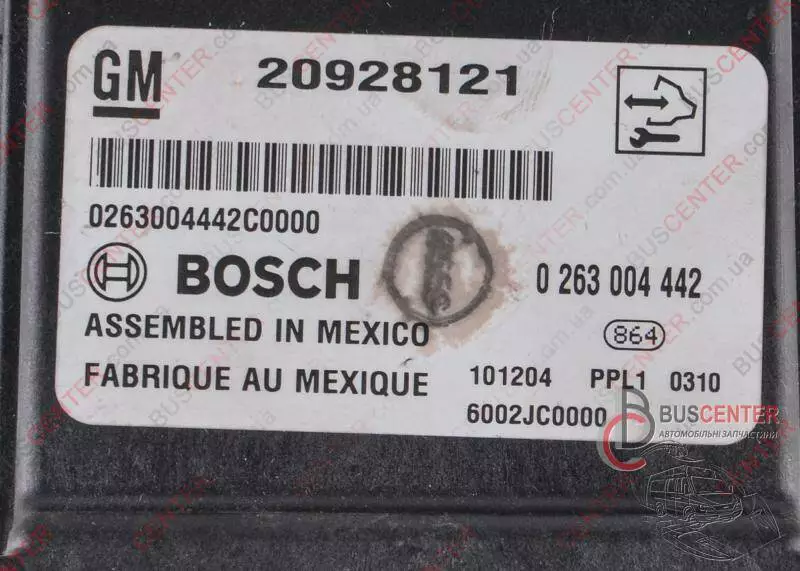 GM 20928121
0263004442C0000
BOSCH 0 263 004 442
ASSEMBLED IN MEXICO 864
FABRIQUE AU MEXIQUE 101204 PPL1 0310
6002JC0000
BUSCENTER
АВТОМОБІЛЬНІ ЗАПЧАСТИНИ